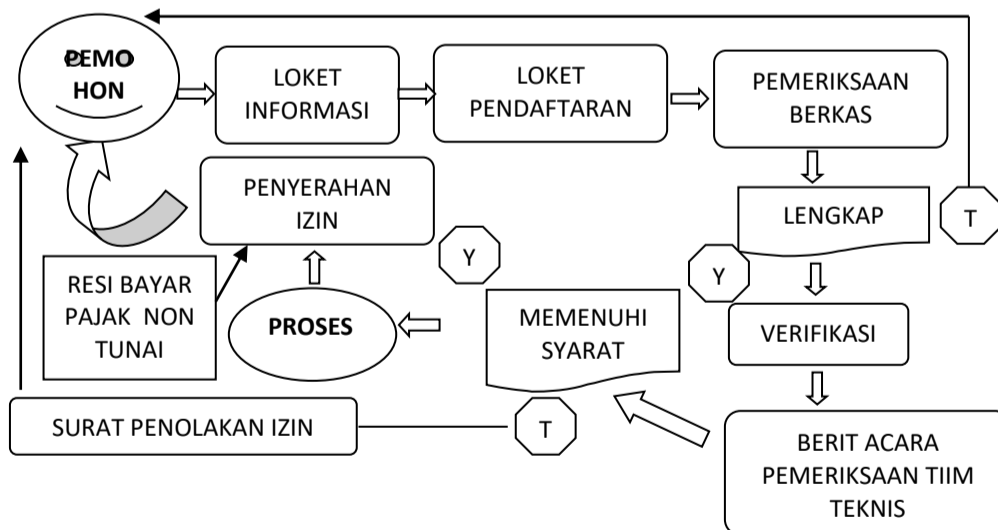 PEMO
HON
LOKET
INFORMASI
LOKET
PENDAFTARAN
PEMERIKSAAN
BERKAS
PENYERAHAN
IZIN
LENGKAP
T
Y
Y
RESI BAYAR
PAJAK NON
TUNAI
PROSES
MEMENUHI
SYARAT
VERIFIKASI
SURAT PENOLAKAN IZIN
T
BERIT ACARA
PEMERIKSAAN TIIM
TEKNIS